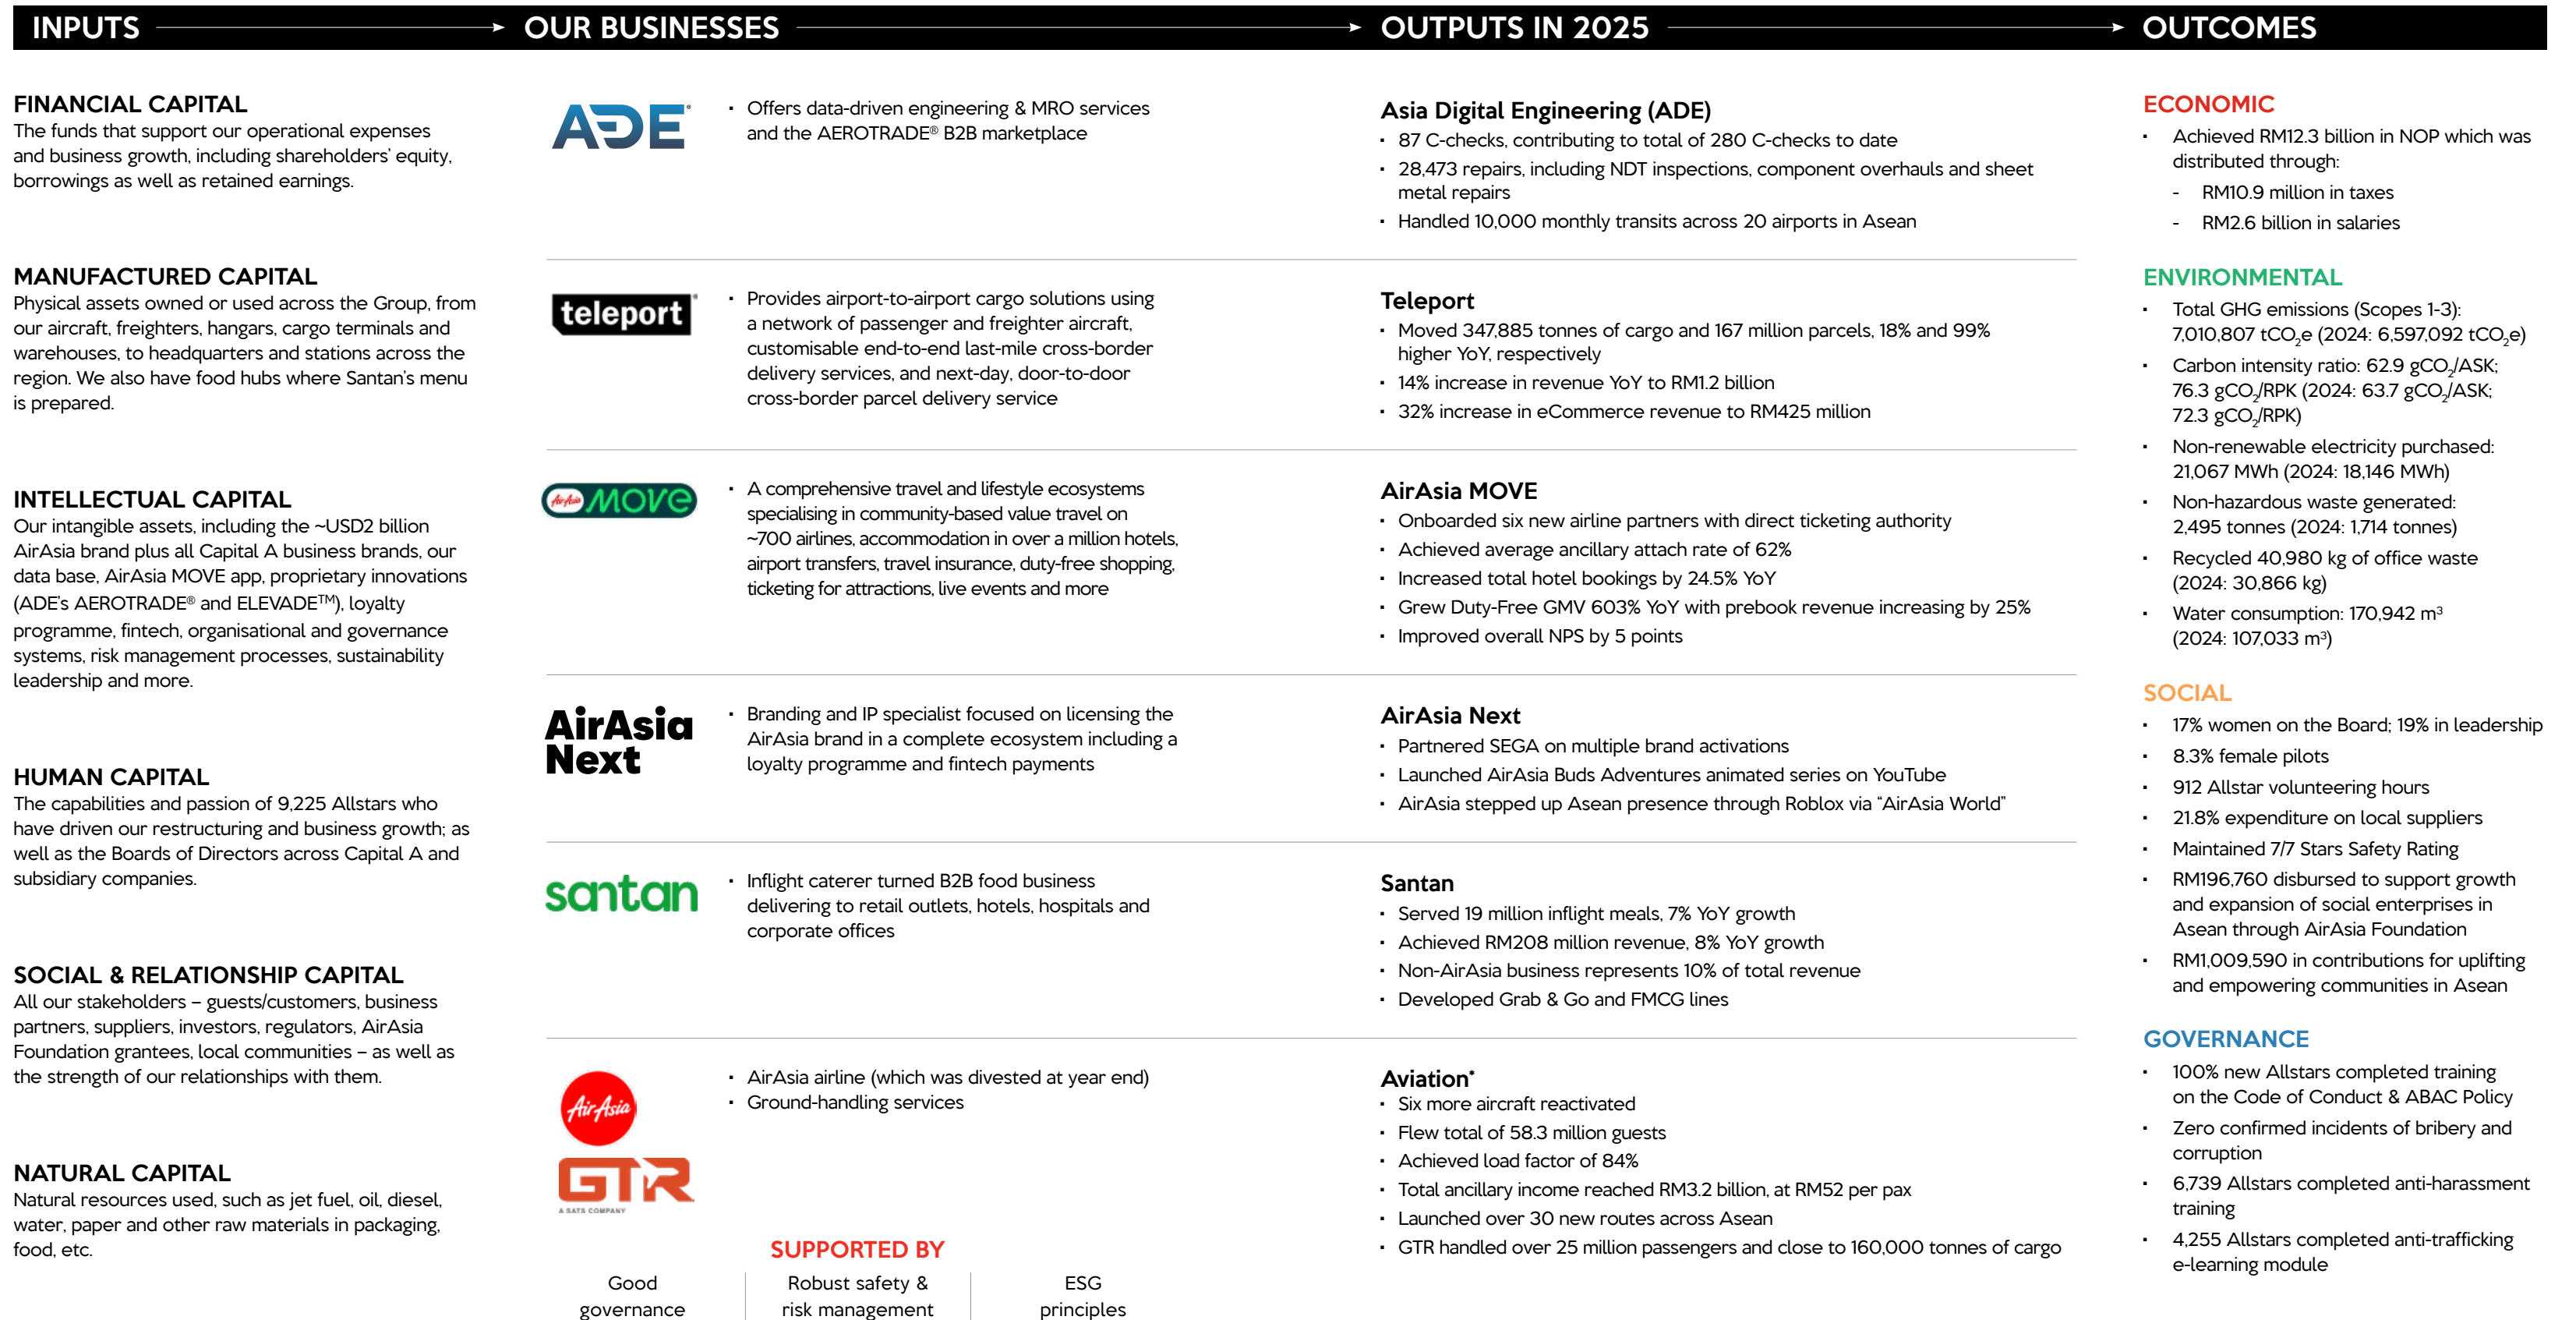 INPUTS
OUR BUSINESSES
OUTPUTS IN 2025
OUTCOMES
FINANCIAL CAPITAL
The funds that support our operational expenses
and business growth, including shareholders' equity,
borrowings as well as retained earnings.
MANUFACTURED CAPITAL
Physical assets owned or used across the Group, from
our aircraft, freighters, hangars, cargo terminals and
warehouses, to headquarters and stations across the
region. We also have food hubs where Santan's menu
is prepared.
INTELLECTUAL CAPITAL
Our intangible assets, including the ~USD2 billion
AirAsia brand plus all Capital A business brands, our
data base, AirAsia MOVE app, proprietary innovations
(ADE's AEROTRADE® and ELEVADE™), loyalty
programme, fintech, organisational and governance
systems, risk management processes, sustainability
leadership and more.
HUMAN CAPITAL
The capabilities and passion of 9,225 Allstars who
have driven our restructuring and business growth; as
well as the Boards of Directors across Capital A and
subsidiary companies.
SOCIAL & RELATIONSHIP CAPITAL
All our stakeholders – guests/customers, business
partners, suppliers, investors, regulators, AirAsia
Foundation grantees, local communities – as well as
the strength of our relationships with them.
NATURAL CAPITAL
Natural resources used, such as jet fuel, oil, diesel,
water, paper and other raw materials in packaging,
food, etc.
ADE®
▪ Offers data-driven engineering & MRO services
and the AEROTRADE® B2B marketplace
teleport®
▪ Provides airport-to-airport cargo solutions using
a network of passenger and freighter aircraft,
customisable end-to-end last-mile cross-border
delivery services, and next-day, door-to-door
cross-border parcel delivery service
AirAsia MOVE
▪ A comprehensive travel and lifestyle ecosystems
specialising in community-based value travel on
~700 airlines, accommodation in over a million hotels,
airport transfers, travel insurance, duty-free shopping,
ticketing for attractions, live events and more
AirAsia
Next
▪ Branding and IP specialist focused on licensing the
AirAsia brand in a complete ecosystem including a
loyalty programme and fintech payments
santan
▪ Inflight caterer turned B2B food business
delivering to retail outlets, hotels, hospitals and
corporate offices
AirAsia
GTR
A SATS COMPANY
▪ AirAsia airline (which was divested at year end)
▪ Ground-handling services
SUPPORTED BY
Good
governance
Robust safety &
risk management
ESG
principles
Asia Digital Engineering (ADE)
▪ 87 C-checks, contributing to total of 280 C-checks to date
▪ 28,473 repairs, including NDT inspections, component overhauls and sheet
metal repairs
▪ Handled 10,000 monthly transits across 20 airports in Asean
Teleport
▪ Moved 347,885 tonnes of cargo and 167 million parcels, 18% and 99%
higher YoY, respectively
▪ 14% increase in revenue YoY to RM1.2 billion
▪ 32% increase in eCommerce revenue to RM425 million
AirAsia MOVE
▪ Onboarded six new airline partners with direct ticketing authority
▪ Achieved average ancillary attach rate of 62%
▪ Increased total hotel bookings by 24.5% YoY
▪ Grew Duty-Free GMV 603% YoY with prebook revenue increasing by 25%
▪ Improved overall NPS by 5 points
AirAsia Next
▪ Partnered SEGA on multiple brand activations
▪ Launched AirAsia Buds Adventures animated series on YouTube
▪ AirAsia stepped up Asean presence through Roblox via “AirAsia World”
Santan
▪ Served 19 million inflight meals, 7% YoY growth
▪ Achieved RM208 million revenue, 8% YoY growth
▪ Non-AirAsia business represents 10% of total revenue
▪ Developed Grab & Go and FMCG lines
Aviation*
▪ Six more aircraft reactivated
▪ Flew total of 58.3 million guests
▪ Achieved load factor of 84%
▪ Total ancillary income reached RM3.2 billion, at RM52 per pax
▪ Launched over 30 new routes across Asean
▪ GTR handled over 25 million passengers and close to 160,000 tonnes of cargo
ECONOMIC
▪ Achieved RM12.3 billion in NOP which was
distributed through:
- RM10.9 million in taxes
- RM2.6 billion in salaries
ENVIRONMENTAL
▪ Total GHG emissions (Scopes 1-3):
7,010,807 tCO₂e (2024: 6,597,092 tCO₂e)
▪ Carbon intensity ratio: 62.9 gCO₂/ASK;
76.3 gCO₂/RPK (2024: 63.7 gCO₂/ASK;
72.3 gCO₂/RPK)
▪ Non-renewable electricity purchased:
21,067 MWh (2024: 18,146 MWh)
▪ Non-hazardous waste generated:
2,495 tonnes (2024: 1,714 tonnes)
▪ Recycled 40,980 kg of office waste
(2024: 30,866 kg)
▪ Water consumption: 170,942 m³
(2024: 107,033 m³)
SOCIAL
▪ 17% women on the Board; 19% in leadership
▪ 8.3% female pilots
▪ 912 Allstar volunteering hours
▪ 21.8% expenditure on local suppliers
▪ Maintained 7/7 Stars Safety Rating
▪ RM196,760 disbursed to support growth
and expansion of social enterprises in
Asean through AirAsia Foundation
▪ RM1,009,590 in contributions for uplifting
and empowering communities in Asean
GOVERNANCE
▪ 100% new Allstars completed training
on the Code of Conduct & ABAC Policy
▪ Zero confirmed incidents of bribery and
corruption
▪ 6,739 Allstars completed anti-harassment
training
▪ 4,255 Allstars completed anti-trafficking
e-learning module